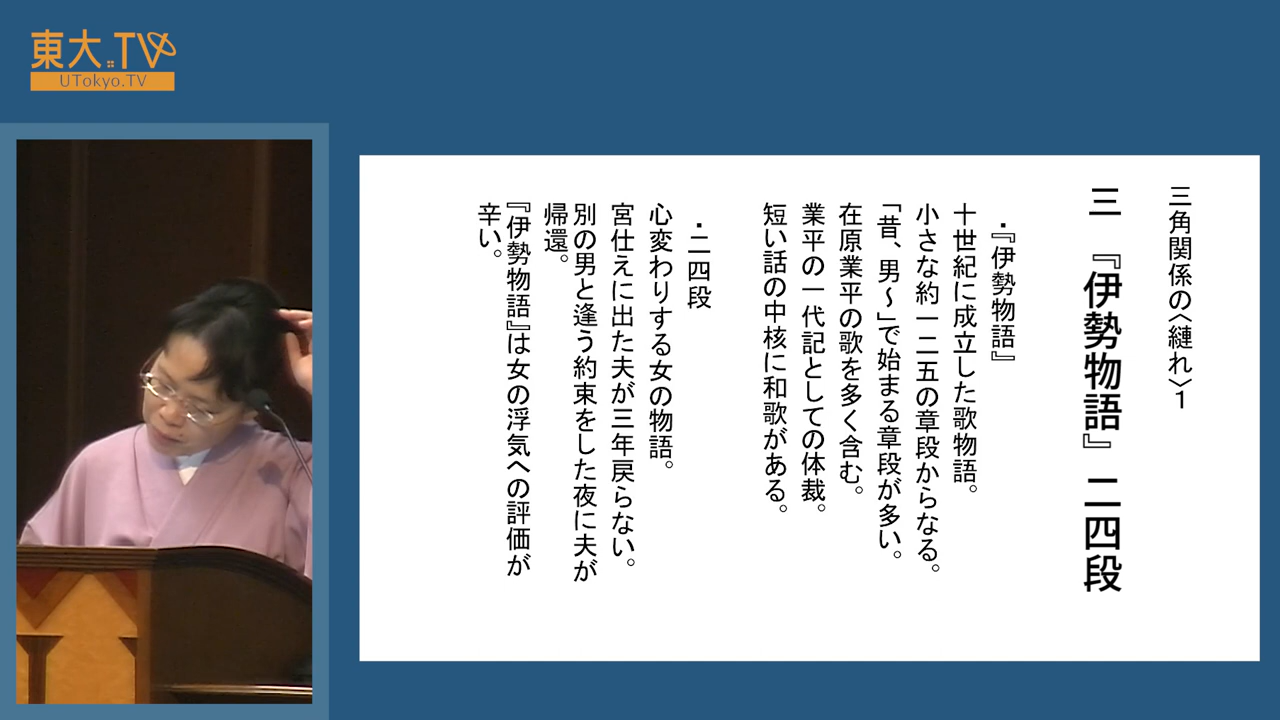 東大.TV
UTokyo.TV
三角関係の〈縺れ〉1
三 『伊勢物語』二四段
・『伊勢物語』
十世紀に成立した歌物語。
小さな約一二五の章段からなる。
「昔、男～」で始まる章段が多い。
在原業平の歌を多く含む。
業平の一代記としての体裁。
短い話の中核に和歌がある。
・二四段
心変わりする女の物語。
宮仕えに出た夫が三年戻らない。
別の男と逢う約束をした夜に夫が
帰還。
『伊勢物語』は女の浮気への評価が
辛い。